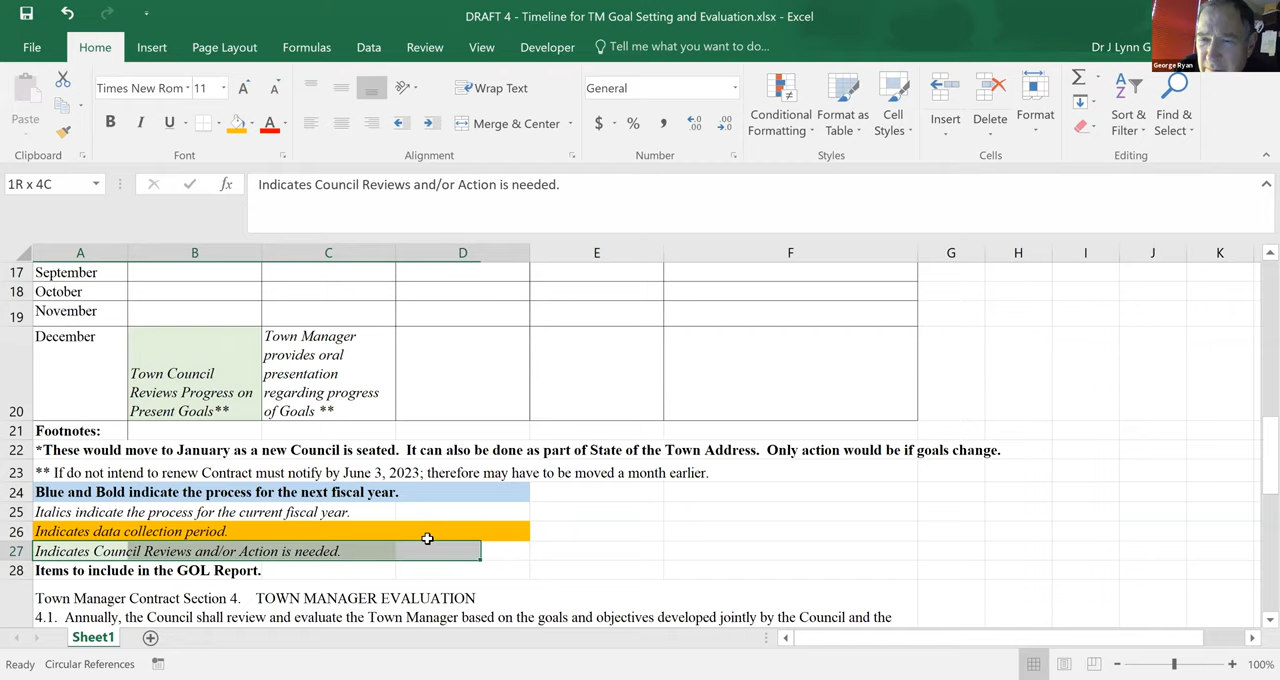 DRAFT 4 - Timeline for TM Goal Setting and Evaluation.xlsx - Excel
File Home Insert Page Layout Formulas Data Review View Developer Tell me what you want to do... Dr J Lynn G
George Ryan
Paste
Times New Rom 11
B I U
Wrap Text
Merge & Center
General
$ % ,
Conditional Formatting
Format as Table
Cell Styles
Insert
Delete
Format
Sort & Filter
Find & Select
Clipboard Font Alignment Number Styles Cells Editing
1R x 4C fx Indicates Council Reviews and/or Action is needed.
A B C D E F G H I J K
17 September
18 October
19 November
20 December
Town Council
Reviews Progress on
Present Goals**
Town Manager
provides oral
presentation
regarding progress
of Goals **
21 Footnotes:
22 *These would move to January as a new Council is seated. It can also be done as part of State of the Town Address. Only action would be if goals change.
23 ** If do not intend to renew Contract must notify by June 3, 2023; therefore may have to be moved a month earlier.
24 Blue and Bold indicate the process for the next fiscal year.
25 Italics indicate the process for the current fiscal year.
26 Indicates data collection period.
27 Indicates Council Reviews and/or Action is needed.
28 Items to include in the GOL Report.
Town Manager Contract Section 4. TOWN MANAGER EVALUATION
4.1. Annually, the Council shall review and evaluate the Town Manager based on the goals and objectives developed jointly by the Council and the
Sheet1
Ready Circular References 100%